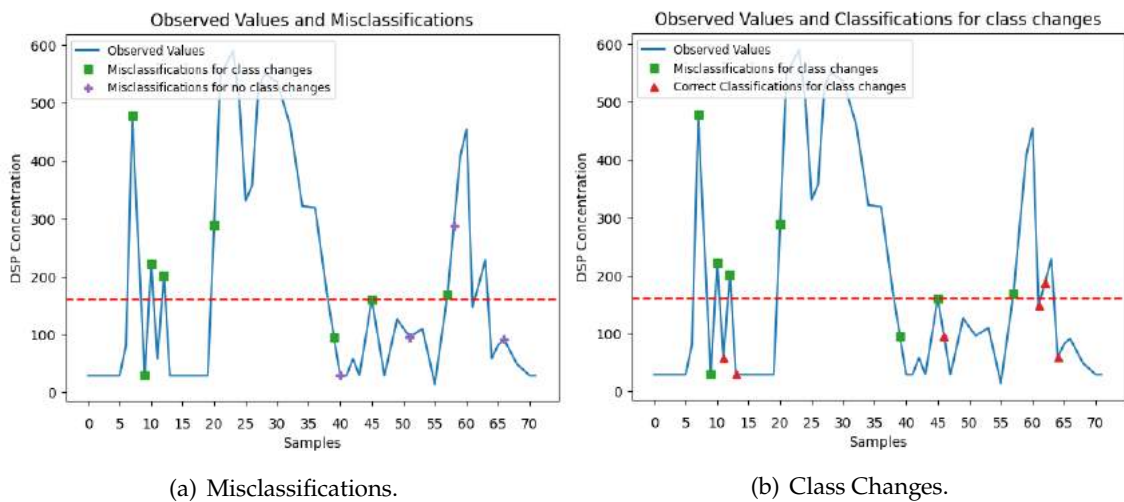 Observed Values and Misclassifications
Observed Values
Misclassifications for class changes
Misclassifications for no class changes
DSP Concentration
600
500
400
300
200
100
0
0 5 10 15 20 25 30 35 40 45 50 55 60 65 70
Samples
(a) Misclassifications.
Observed Values and Classifications for class changes
Observed Values
Misclassifications for class changes
Correct Classifications for class changes
DSP Concentration
600
500
400
300
200
100
0
0 5 10 15 20 25 30 35 40 45 50 55 60 65 70
Samples
(b) Class Changes.